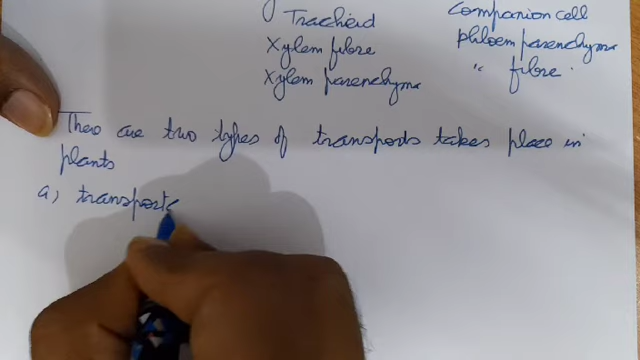 Tracheid Companion cell
Xylem fibre phloem parenchyma
Xylem parenchyma " fibre.
There are two types of transports takes place in
plants
a) transport